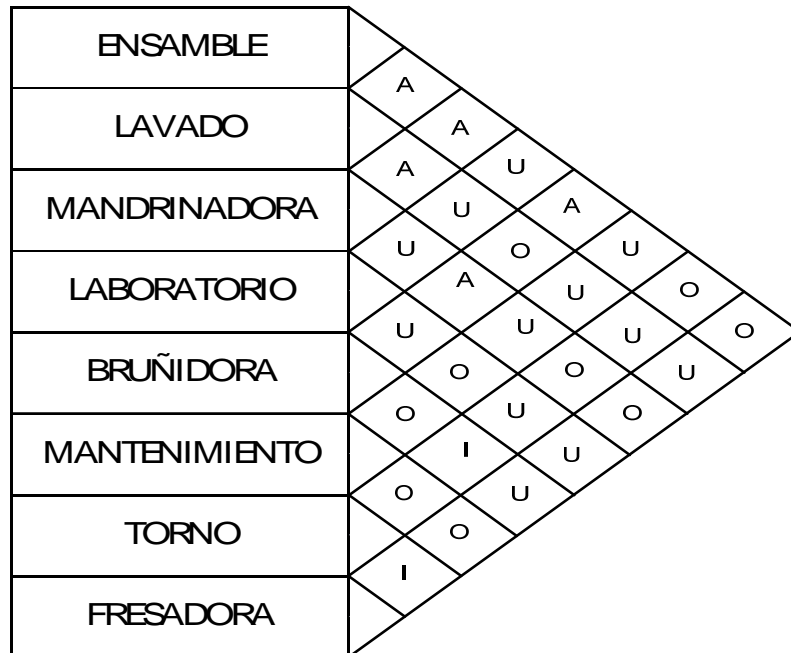 ENSAMBLE
A
LAVADO A
A U
MANDRINADORA U A
U O U
LABORATORIO A U O
U U U O
BRUÑIDORA O O U
O U O
MANTENIMIENTO I U
O U
TORNO O
I
FRESADORA